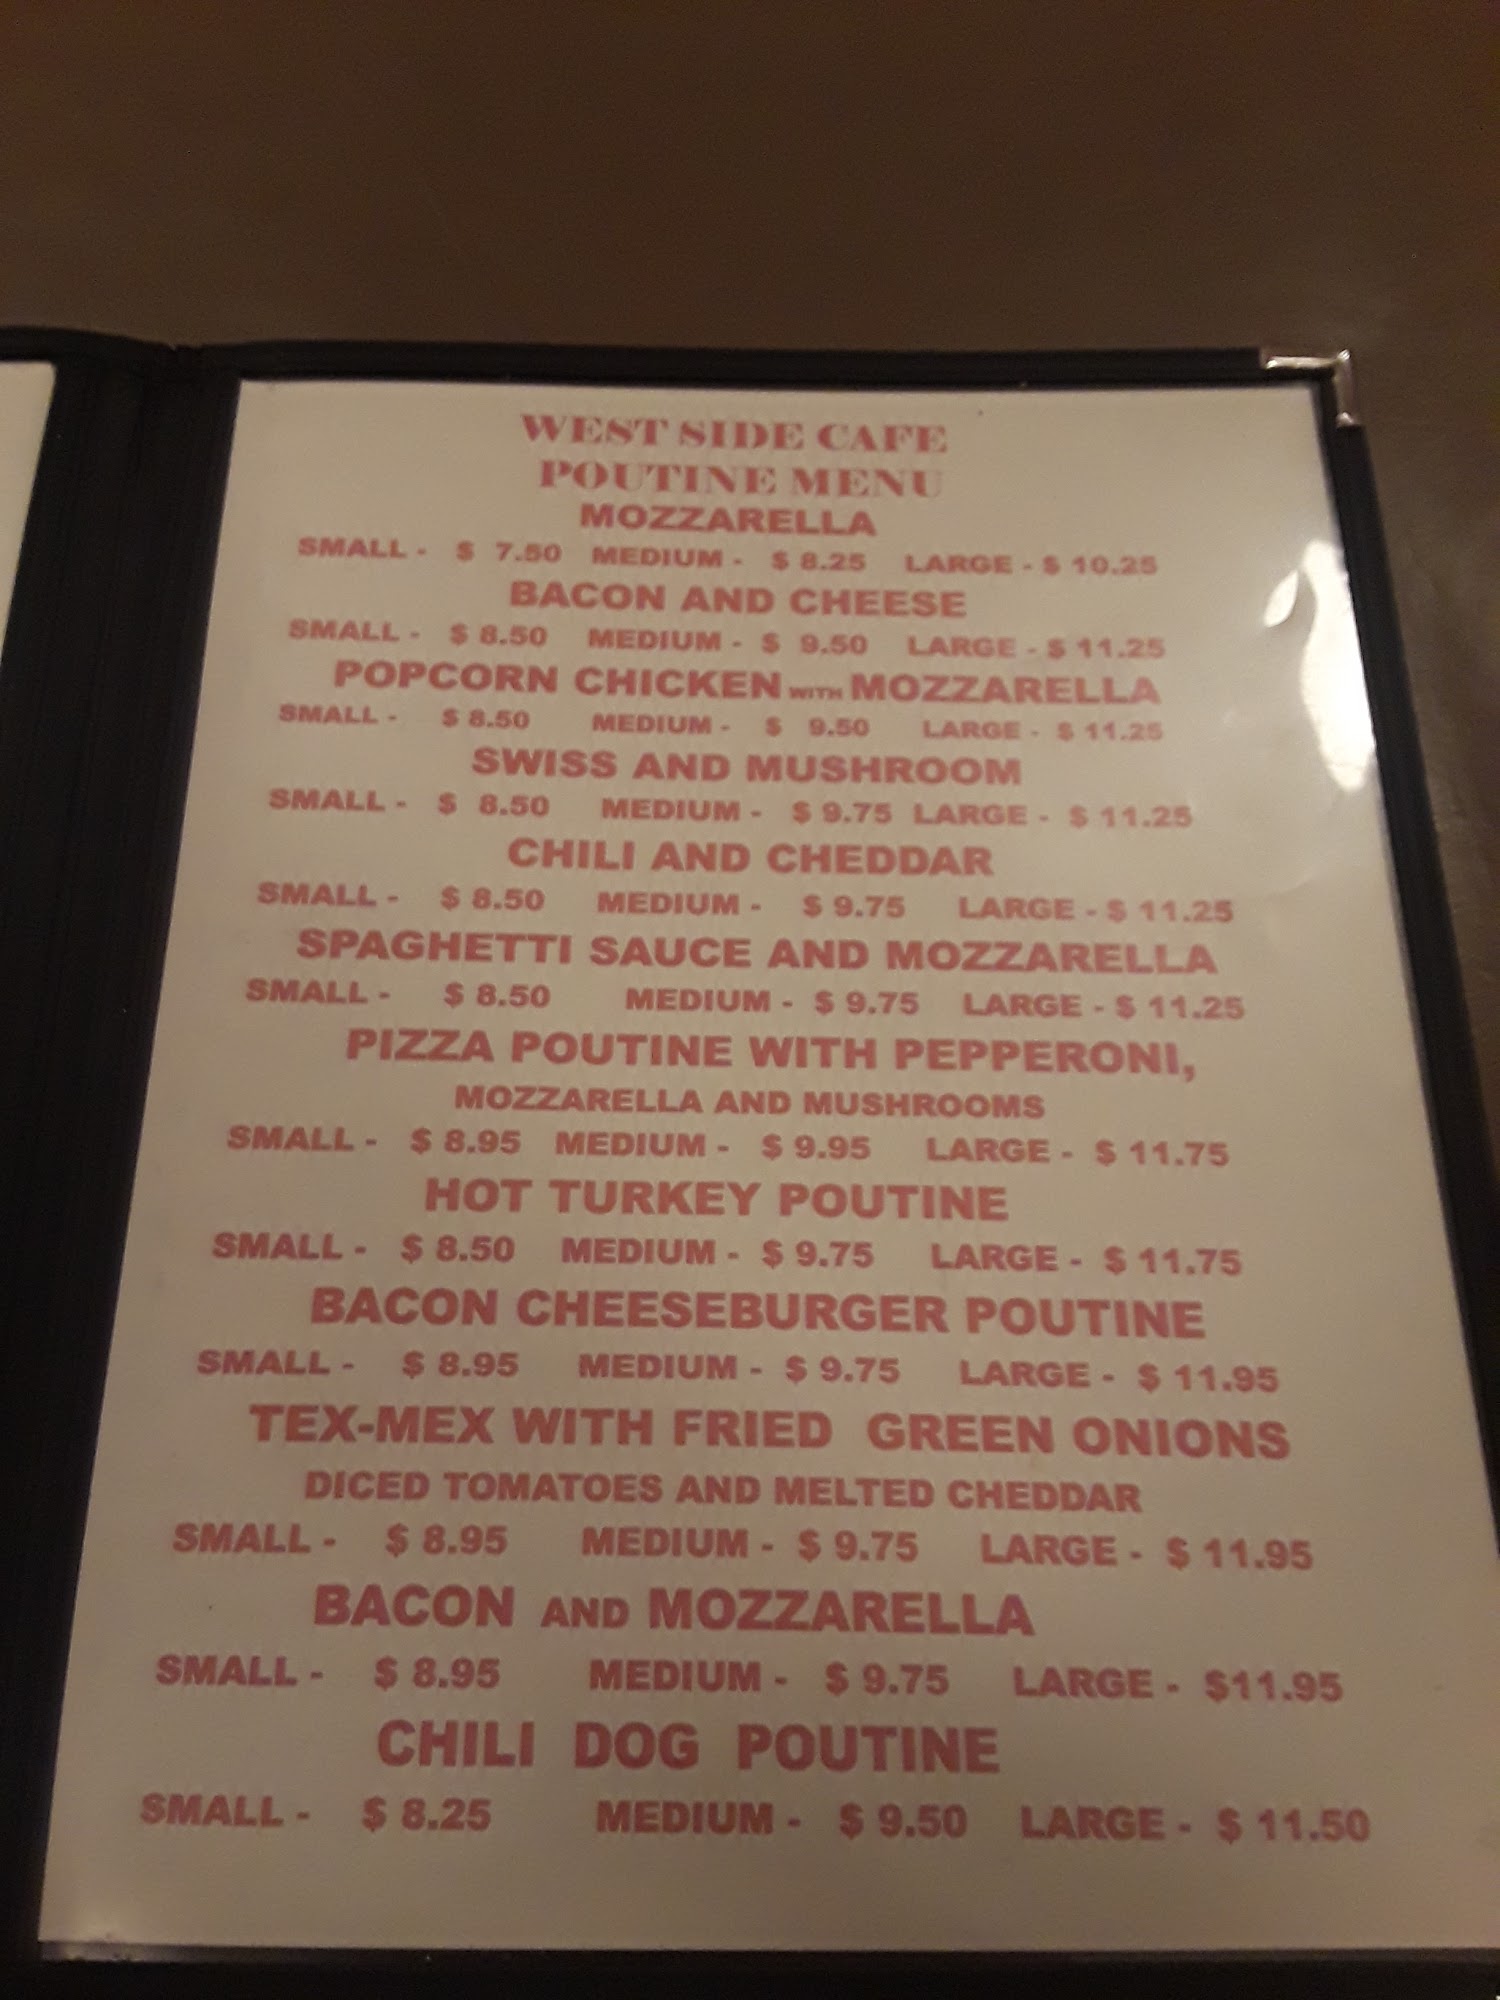 WEST SIDE CAFE
POUTINE MENU
MOZZARELLA
SMALL - $ 7.50 MEDIUM - $ 8.25 LARGE - $ 10.25
BACON AND CHEESE
SMALL - $ 8.50 MEDIUM - $ 9.50 LARGE - $ 11.25
POPCORN CHICKEN WITH MOZZARELLA
SMALL - $ 8.50 MEDIUM - $ 9.50 LARGE - $ 11.25
SWISS AND MUSHROOM
SMALL - $ 8.50 MEDIUM - $ 9.75 LARGE - $ 11.25
CHILI AND CHEDDAR
SMALL - $ 8.50 MEDIUM - $ 9.75 LARGE - $ 11.25
SPAGHETTI SAUCE AND MOZZARELLA
SMALL - $ 8.50 MEDIUM - $ 9.75 LARGE - $ 11.25
PIZZA POUTINE WITH PEPPERONI,
MOZZARELLA AND MUSHROOMS
SMALL - $ 8.95 MEDIUM - $ 9.95 LARGE - $ 11.75
HOT TURKEY POUTINE
SMALL - $ 8.50 MEDIUM - $ 9.75 LARGE - $ 11.75
BACON CHEESEBURGER POUTINE
SMALL - $ 8.95 MEDIUM - $ 9.75 LARGE - $ 11.95
TEX-MEX WITH FRIED GREEN ONIONS
DICED TOMATOES AND MELTED CHEDDAR
SMALL - $ 8.95 MEDIUM - $ 9.75 LARGE - $ 11.95
BACON AND MOZZARELLA
SMALL - $ 8.95 MEDIUM - $ 9.75 LARGE - $11.95
CHILI DOG POUTINE
SMALL - $ 8.25 MEDIUM - $ 9.50 LARGE - $ 11.50